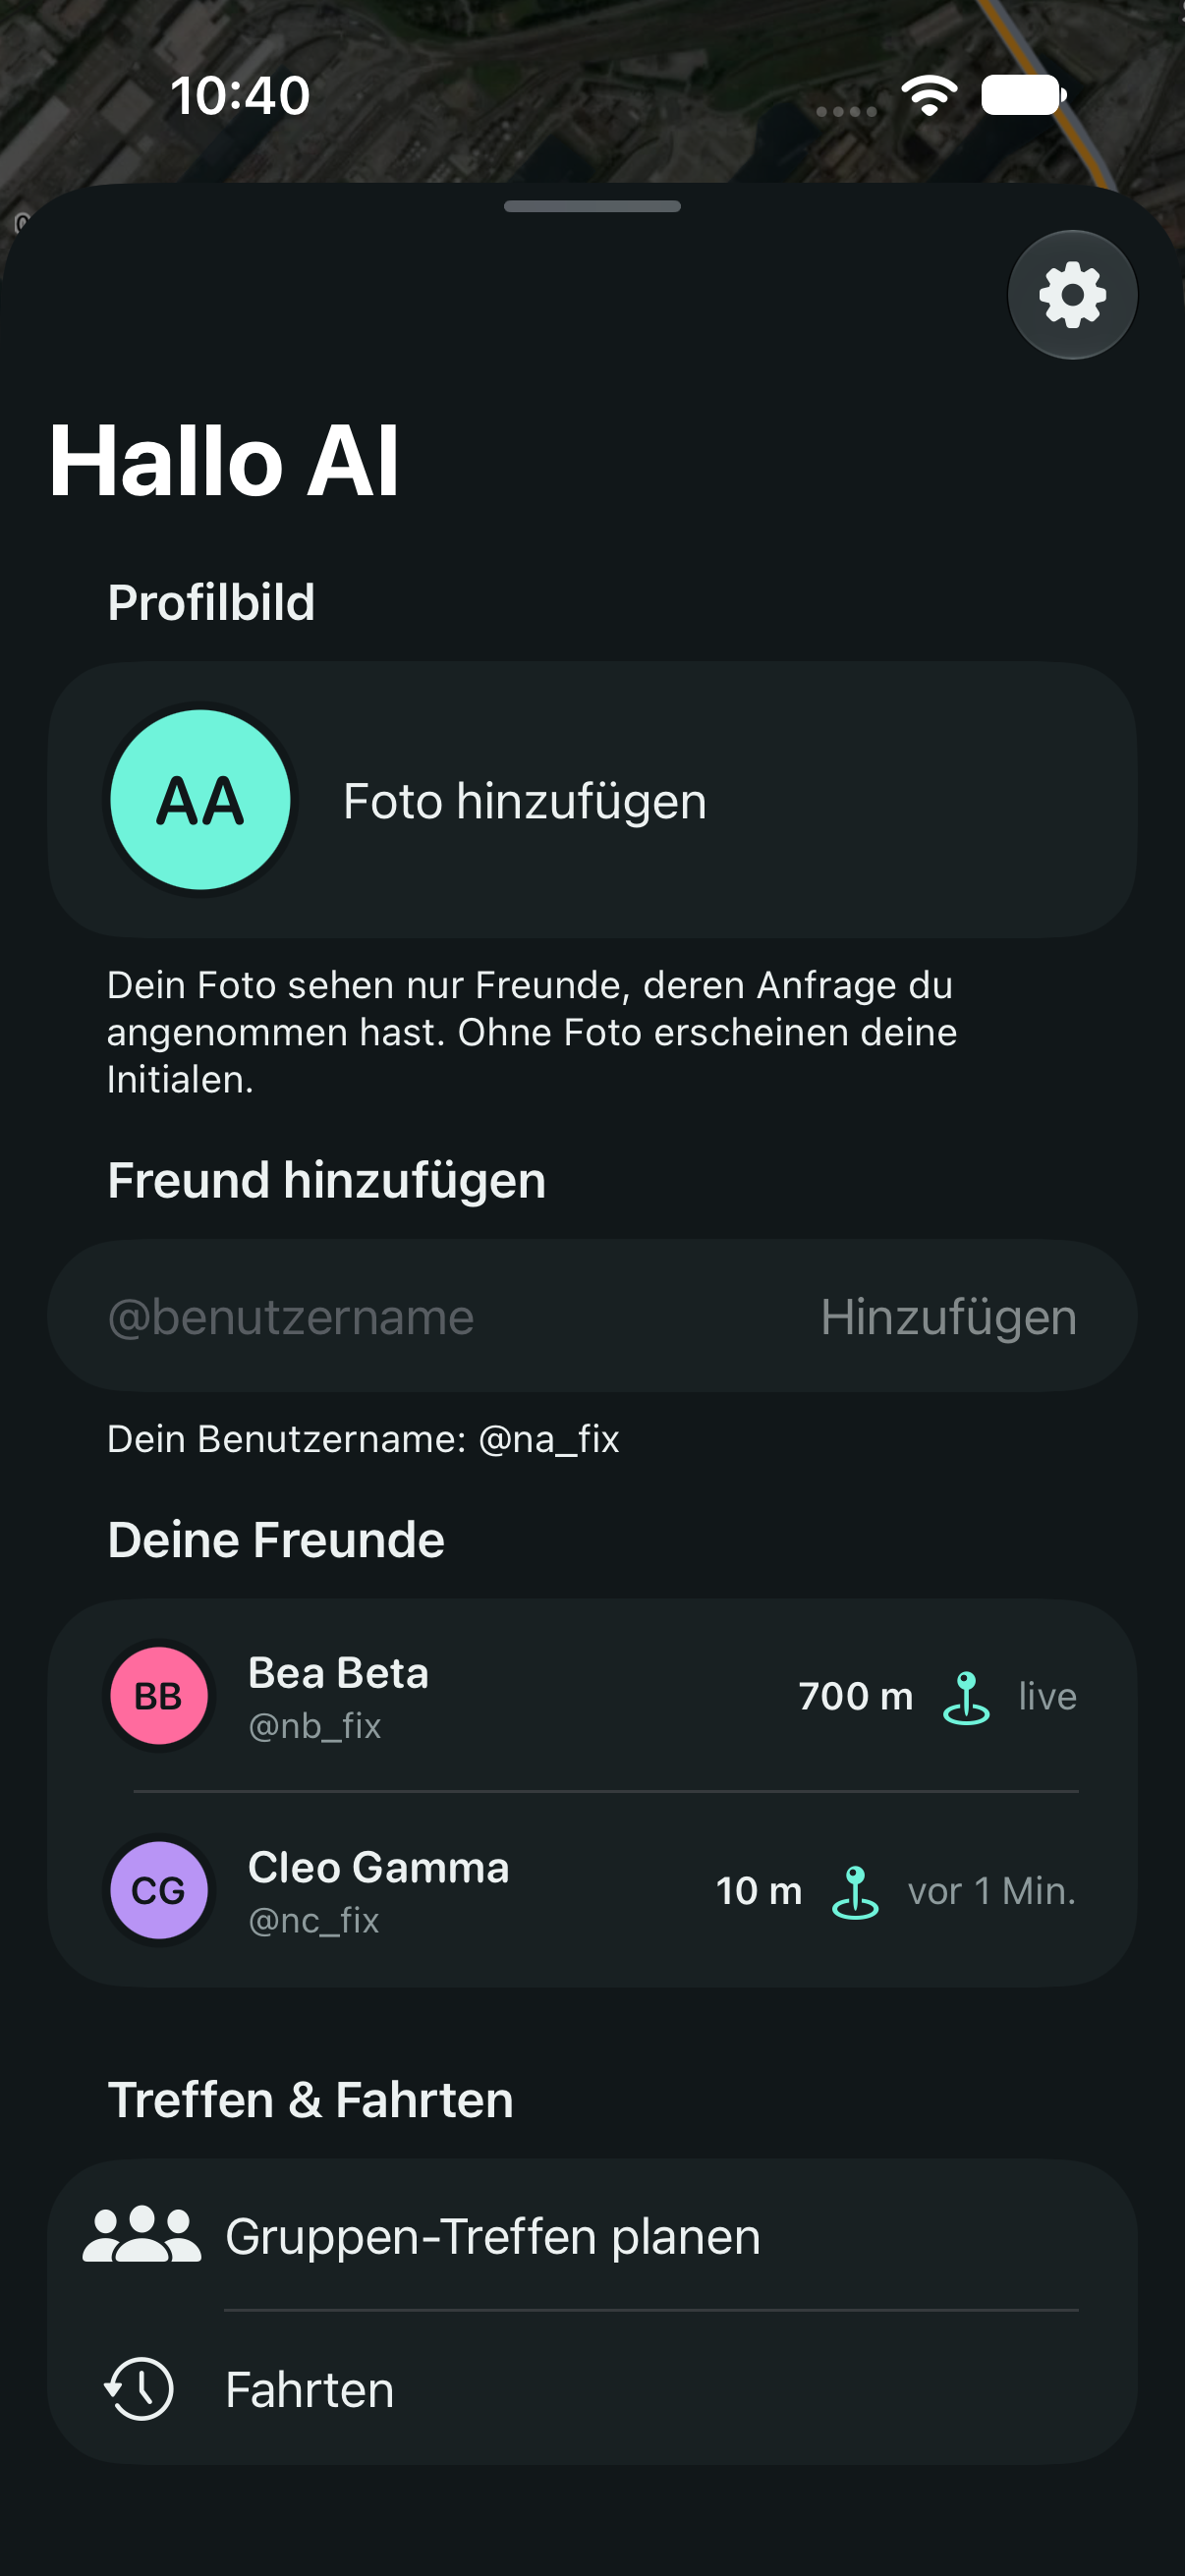 10:40
Hallo Al
Profilbild
AA
Foto hinzufügen
Dein Foto sehen nur Freunde, deren Anfrage du
angenommen hast. Ohne Foto erscheinen deine
Initialen.
Freund hinzufügen
@benutzername
Hinzufügen
Dein Benutzername: @na_fix
Deine Freunde
BB
Bea Beta
@nb_fix
700 m
live
CG
Cleo Gamma
@nc_fix
10 m
vor 1 Min.
Treffen & Fahrten
Gruppen-Treffen planen
Fahrten